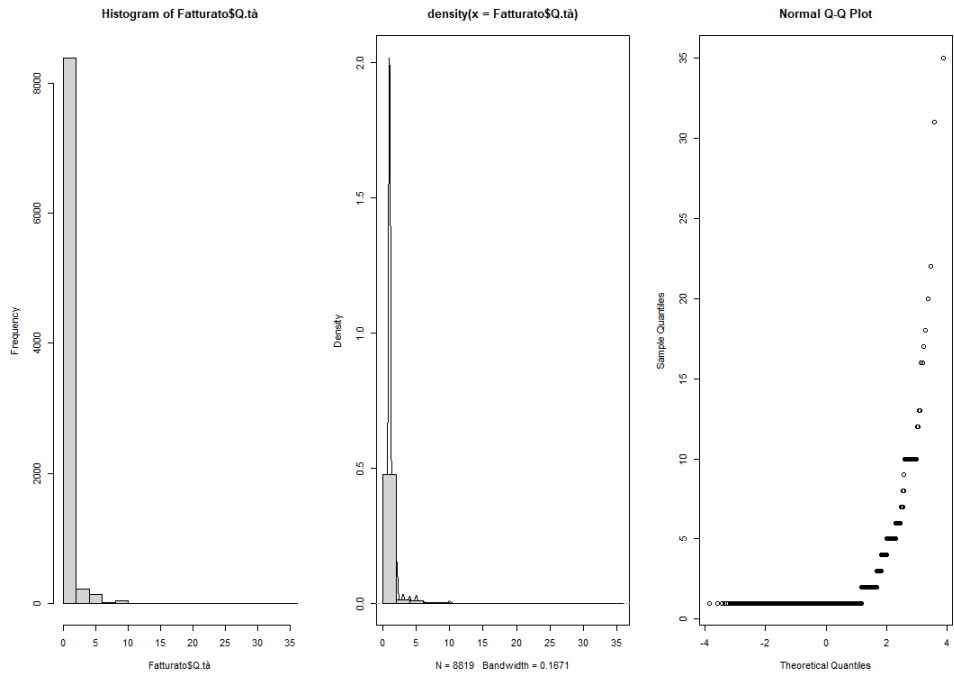 Histogram of Fatturato$Q.tà
Frequency
0
2000
4000
6000
8000
0 5 10 15 20 25 30 35
Fatturato$Q.tà
density(x = Fatturato$Q.tà)
Density
0.0
0.5
1.0
1.5
2.0
0 5 10 15 20 25 30 35
N = 8819 Bandwidth = 0.1671
Normal Q-Q Plot
Sample Quantiles
0
5
10
15
20
25
30
35
-4 -2 0 2 4
Theoretical Quantiles